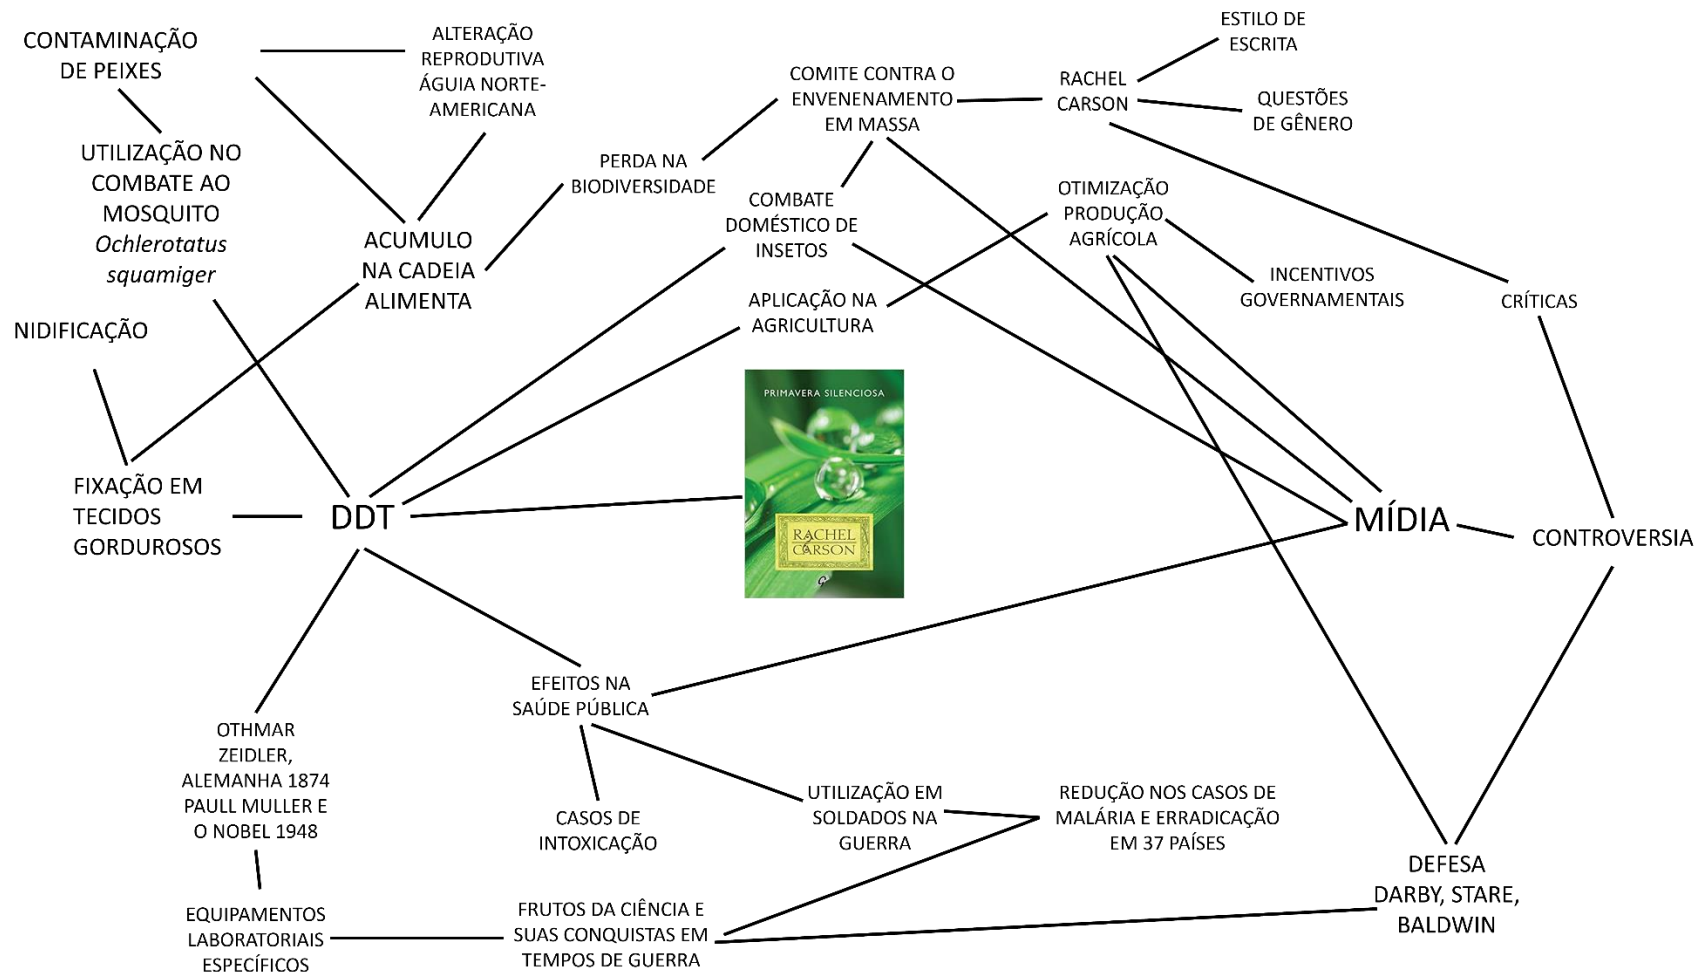 CONTAMINAÇÃO
DE PEIXES
ALTERAÇÃO
REPRODUTIVA
ÁGUIA NORTE-
AMERICANA
COMITE CONTRA O
ENVENENAMENTO
EM MASSA
RACHEL
CARSON
ESTILO DE
ESCRITA
QUESTÕES
DE GÊNERO
UTILIZAÇÃO NO
COMBATE AO
MOSQUITO
Ochlerotatus
squamiger
PERDA NA
BIODIVERSIDADE
COMBATE
DOMÉSTICO DE
INSETOS
OTIMIZAÇÃO
PRODUÇÃO
AGRÍCOLA
ACUMULO
NA CADEIA
ALIMENTA
INCENTIVOS
GOVERNAMENTAIS
CRÍTICAS
NIDIFICAÇÃO
APLICAÇÃO NA
AGRICULTURA
PRIMAVERA SILENCIOSA
RACHEL
CARSON
FIXAÇÃO EM
TECIDOS
GORDUROSOS
DDT
MÍDIA
CONTROVERSIA
EFEITOS NA
SAÚDE PÚBLICA
OTHMAR
ZEIDLER,
ALEMANHA 1874
PAULL MULLER E
O NOBEL 1948
CASOS DE
INTOXICAÇÃO
UTILIZAÇÃO EM
SOLDADOS NA
GUERRA
REDUÇÃO NOS CASOS DE
MALÁRIA E ERRADICAÇÃO
EM 37 PAÍSES
DEFESA
DARBY, STARE,
BALDWIN
EQUIPAMENTOS
LABORATORIAIS
ESPECÍFICOS
FRUTOS DA CIÊNCIA E
SUAS CONQUISTAS EM
TEMPOS DE GUERRA